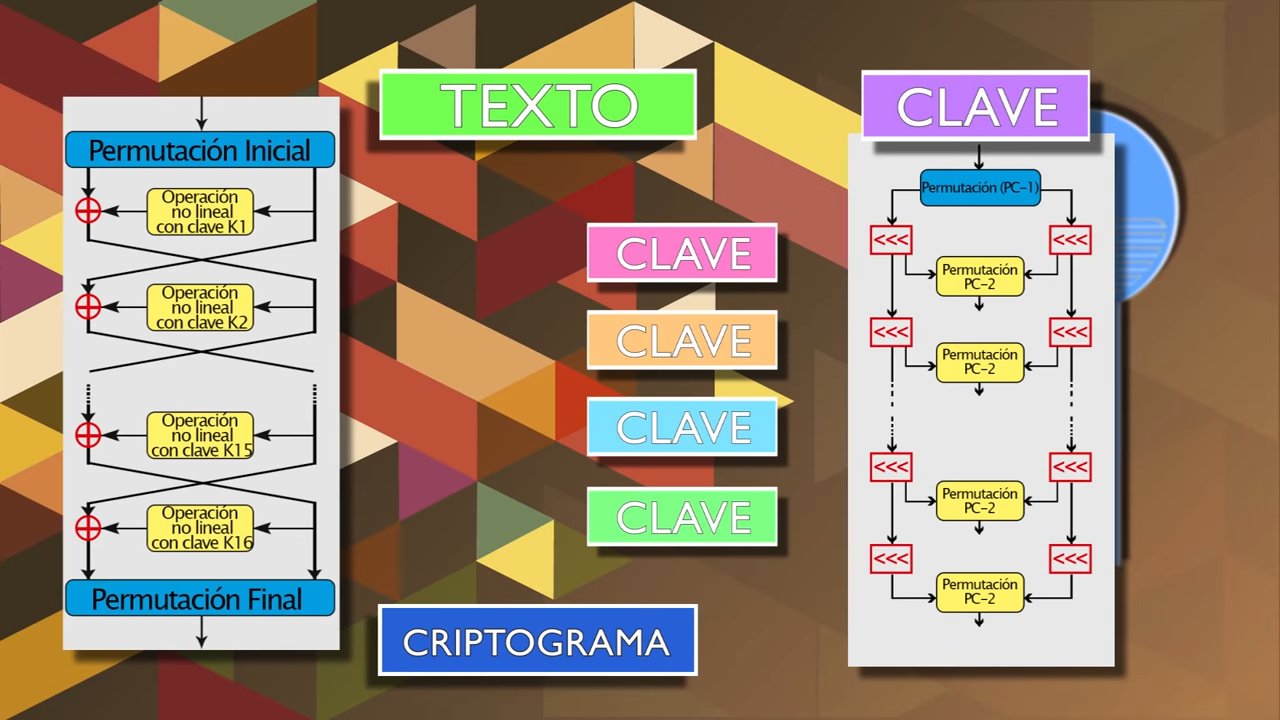 TEXTO
CLAVE
Permutación Inicial
Operación
no lineal
con clave K1
Operación
no lineal
con clave K2
Operación
no lineal
con clave K15
Operación
no lineal
con clave K16
Permutación Final
CLAVE
CLAVE
CLAVE
CLAVE
CRIPTOGRAMA
Permutación (PC-1)
<<<
<<<
Permutación
PC-2
<<<
<<<
Permutación
PC-2
<<<
<<<
Permutación
PC-2
<<<
<<<
Permutación
PC-2